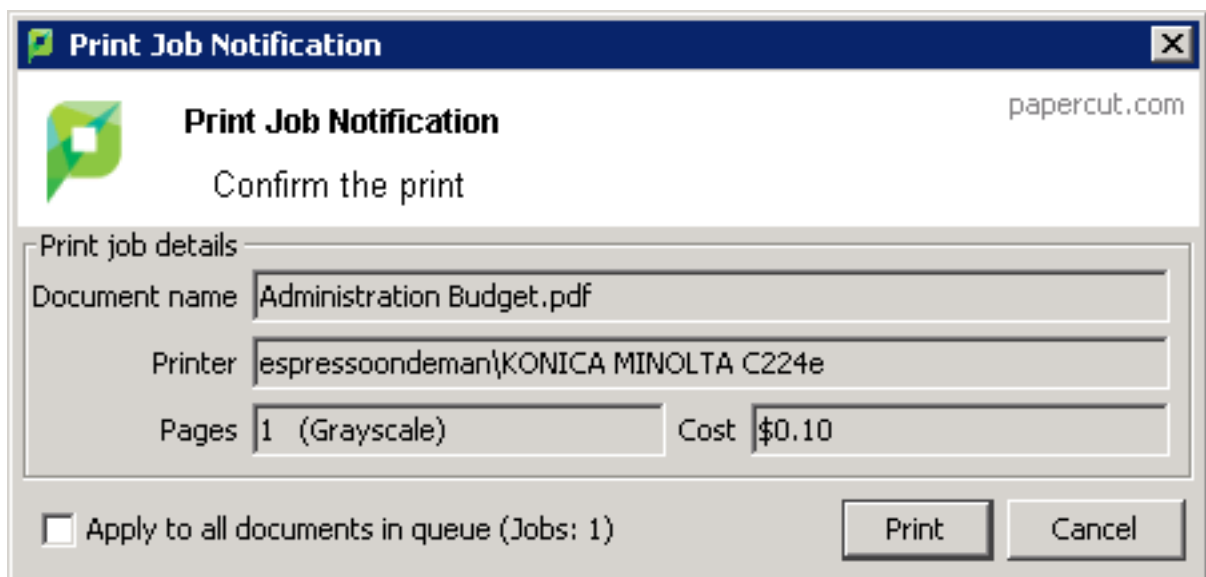 Print Job Notification
papercut.com
Print Job Notification
Confirm the print
Print job details
Document name Administration Budget.pdf
Printer espressoondeman\KONICA MINOLTA C224e
Pages 1 (Grayscale) Cost $0.10
Apply to all documents in queue (Jobs: 1) Print Cancel